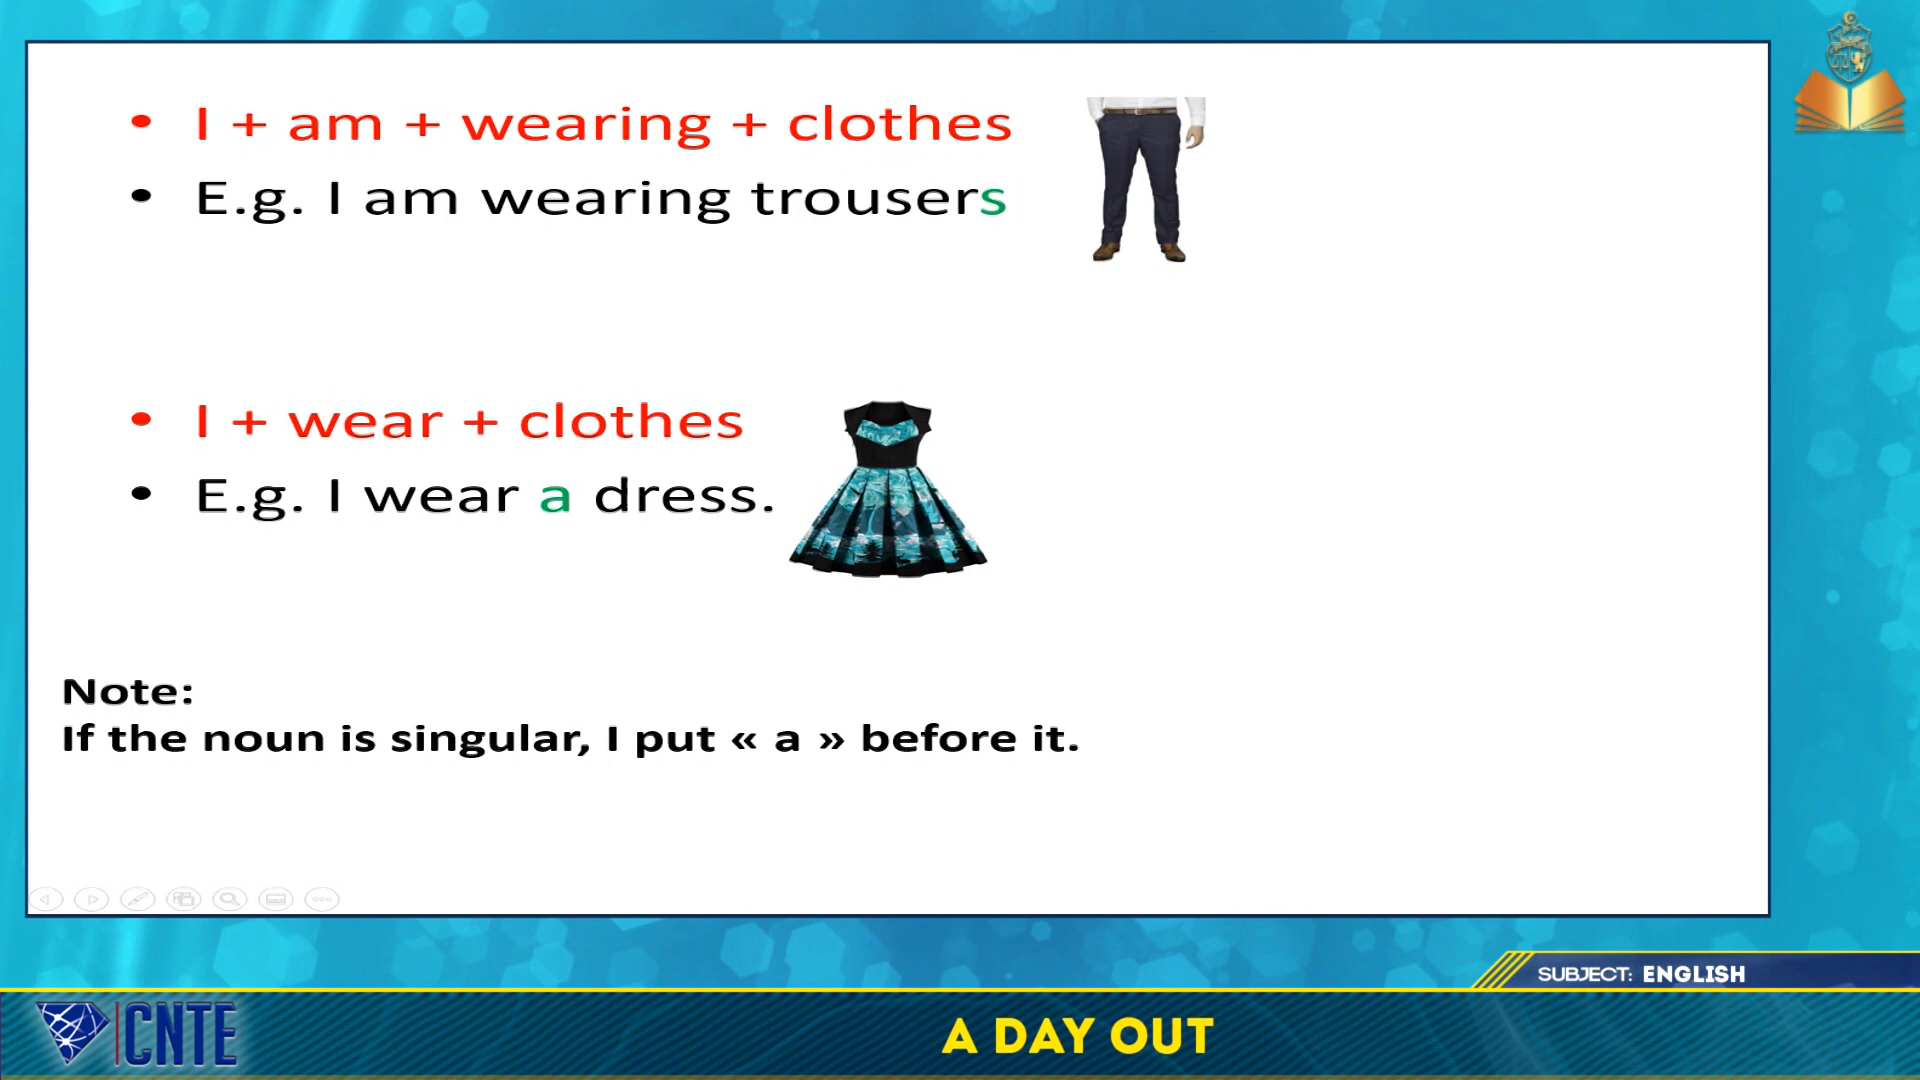 • I + am + wearing + clothes
• E.g. I am wearing trousers
• I + wear + clothes
• E.g. I wear a dress.
Note:
If the noun is singular, I put « a » before it.
SUBJECT: ENGLISH
CNTE
A DAY OUT